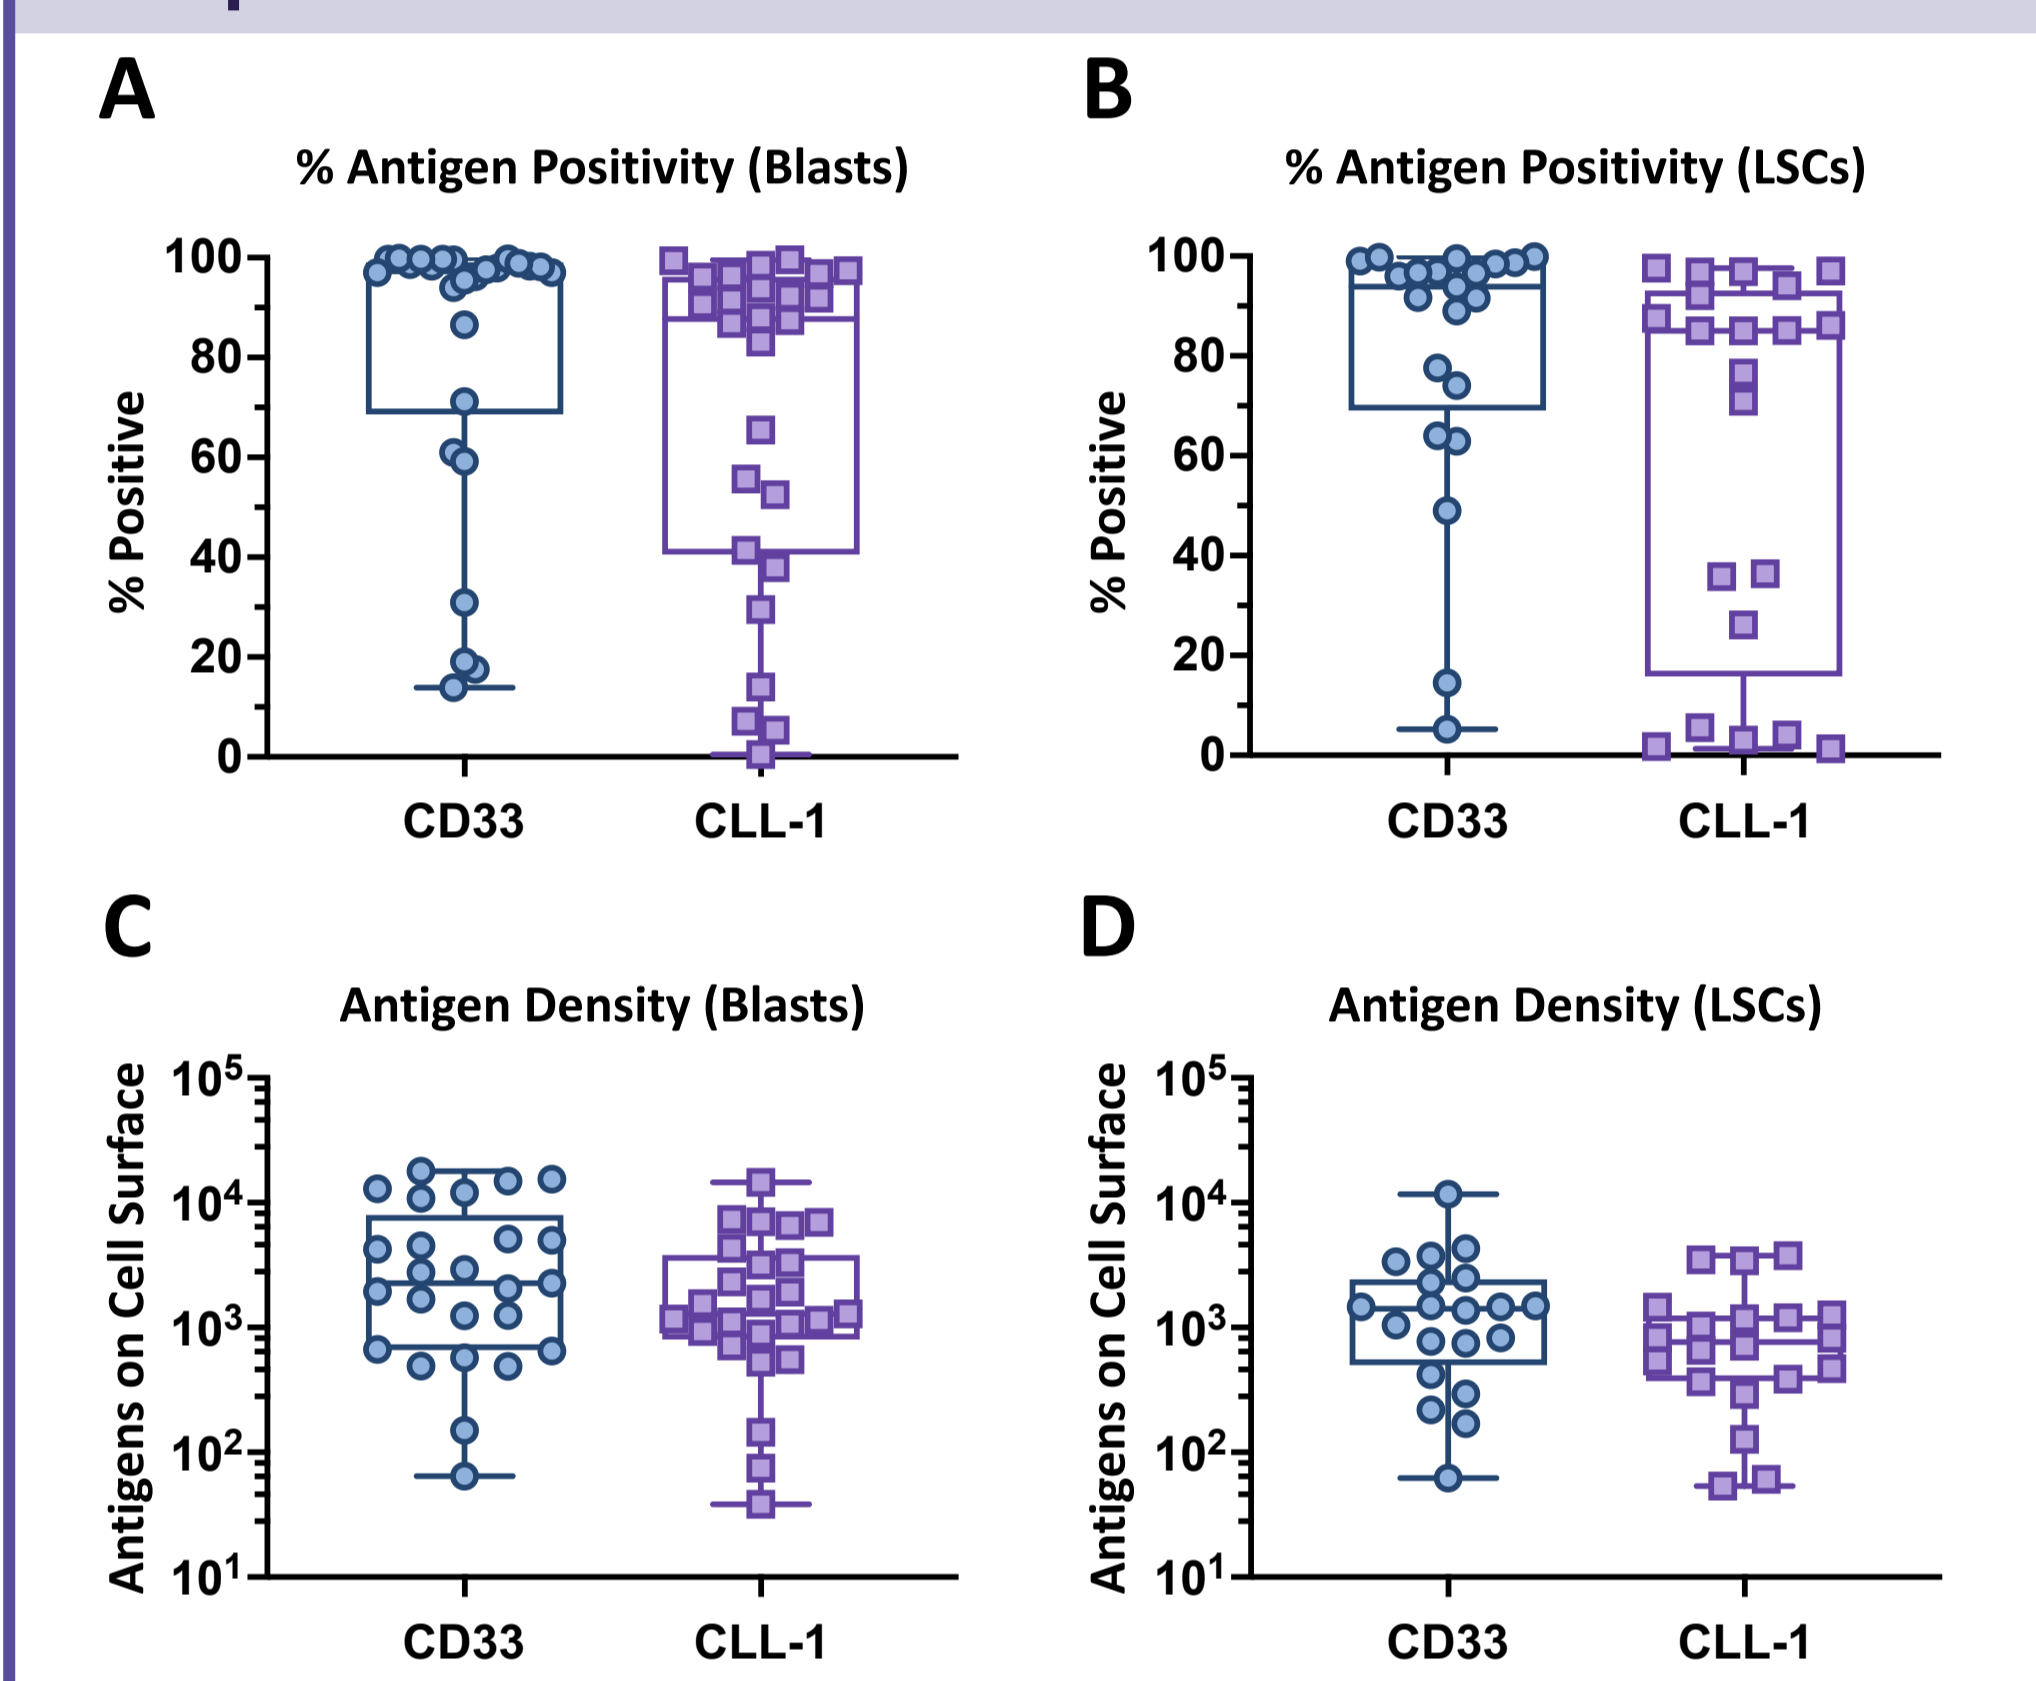 A
% Antigen Positivity (Blasts)
% Positive
100
80
60
40
20
0
CD33
CLL-1
B
% Antigen Positivity (LSCs)
% Positive
100
80
60
40
20
0
CD33
CLL-1
C
Antigen Density (Blasts)
Antigens on Cell Surface
10⁵
10⁴
10³
10²
10¹
CD33
CLL-1
D
Antigen Density (LSCs)
Antigens on Cell Surface
10⁵
10⁴
10³
10²
10¹
CD33
CLL-1